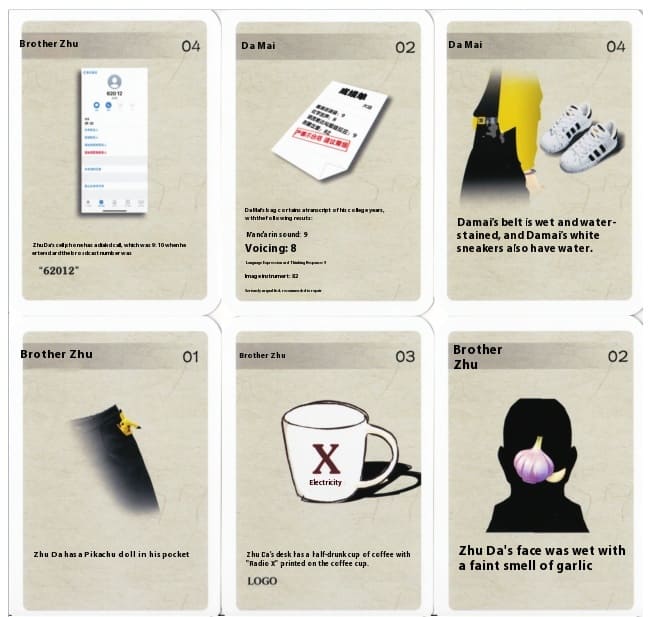 Brother Zhu
04
62012
Zhu Da's cell phone has a dialed call, which was 9: 10 when he
entered and the broadcast number was
"62012"
Da Mai
02
成绩单
DaMai's bag contains a transcript of his college years,
with the following results:
Mandarin sound: 9
Voicing: 8
Language Expression and Thinking Response: 9
Image instrument: 82
Seriously unqualified, recommended to repair
Da Mai
04
Damai's belt is wet and water-
stained, and Damai's white
sneakers also have water.
Brother Zhu
01
Zhu Da has a Pikachu doll in his pocket
Brother Zhu
03
X
Electricity
Zhu Da's desk has a half-drunk cup of coffee with
"Radio X" printed on the coffee cup.
LOGO
Brother
Zhu
02
Zhu Da's face was wet with
a faint smell of garlic